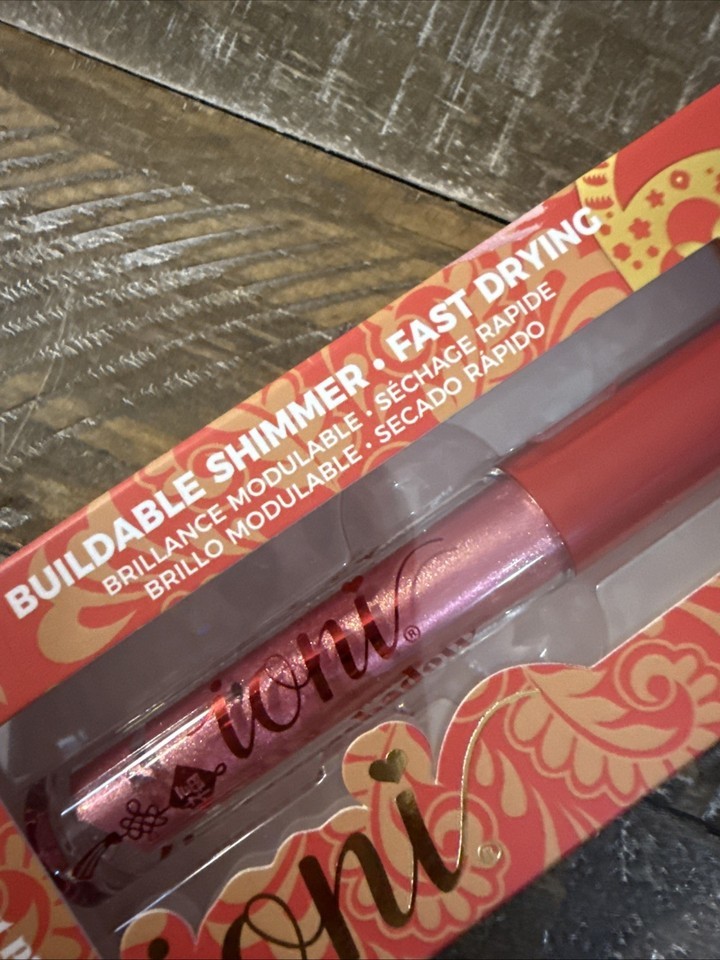 BUILDABLE SHIMMER • FAST DRYING
BRILLANCE MODULABLE • SÉCHAGE RAPIDE
BRILLO MODULABLE • SECADO RÁPIDO
ioni®
ioni®